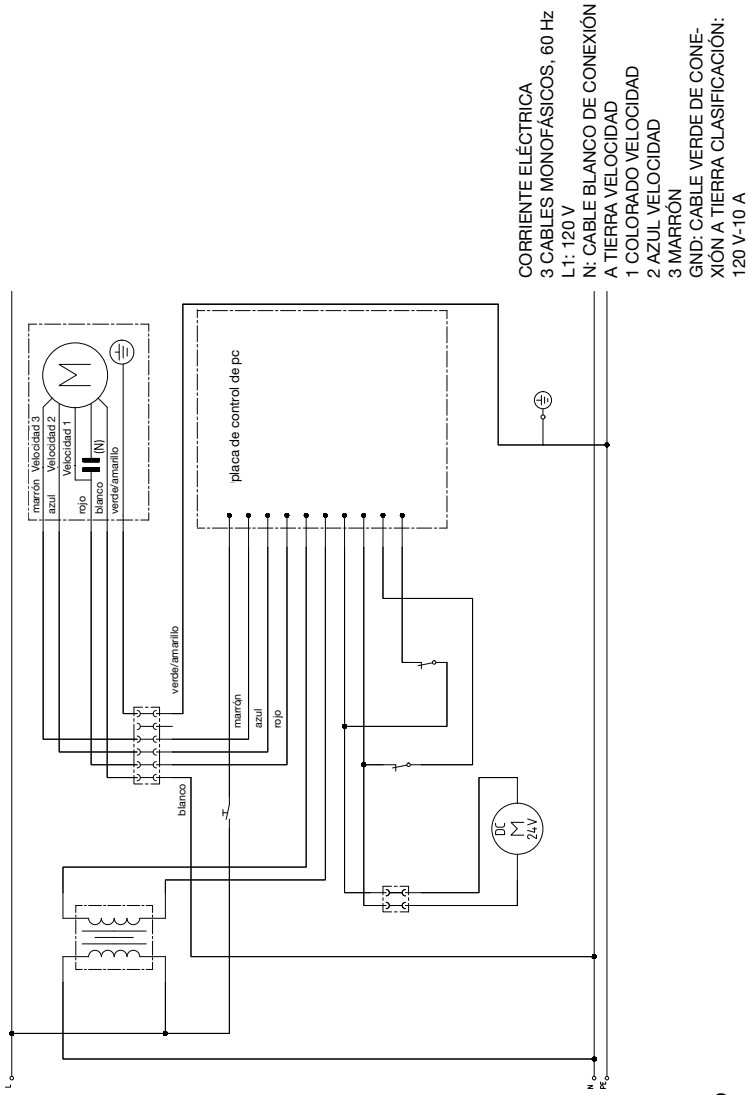 L
N
PE
marrón Velocidad 3
azul Velocidad 2
Velocidad 1
rojo
(N)
blanco
verde/amarillo
M
placa de control de pc
verde/amarillo
marrón
azul
rojo
blanco
DC
M
24V
CORRIENTE ELÉCTRICA
3 CABLES MONOFÁSICOS, 60 Hz
L1: 120 V
N: CABLE BLANCO DE CONEXIÓN
A TIERRA VELOCIDAD
1 COLORADO VELOCIDAD
2 AZUL VELOCIDAD
3 MARRÓN
GND: CABLE VERDE DE CONE-
XIÓN A TIERRA CLASIFICACIÓN:
120 V-10 A